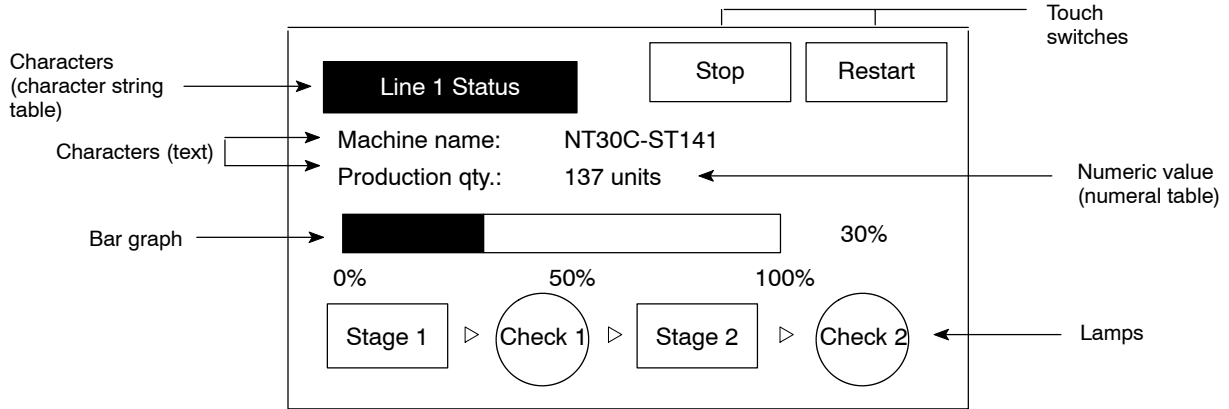 Touch
switches
Characters
(character string
table)
Line 1 Status
Stop
Restart
Characters (text)
Machine name: NT30C-ST141
Production qty.: 137 units
Numeric value
(numeral table)
Bar graph
30%
0% 50% 100%
Stage 1 ▷ Check 1 ▷ Stage 2 ▷ Check 2
Lamps